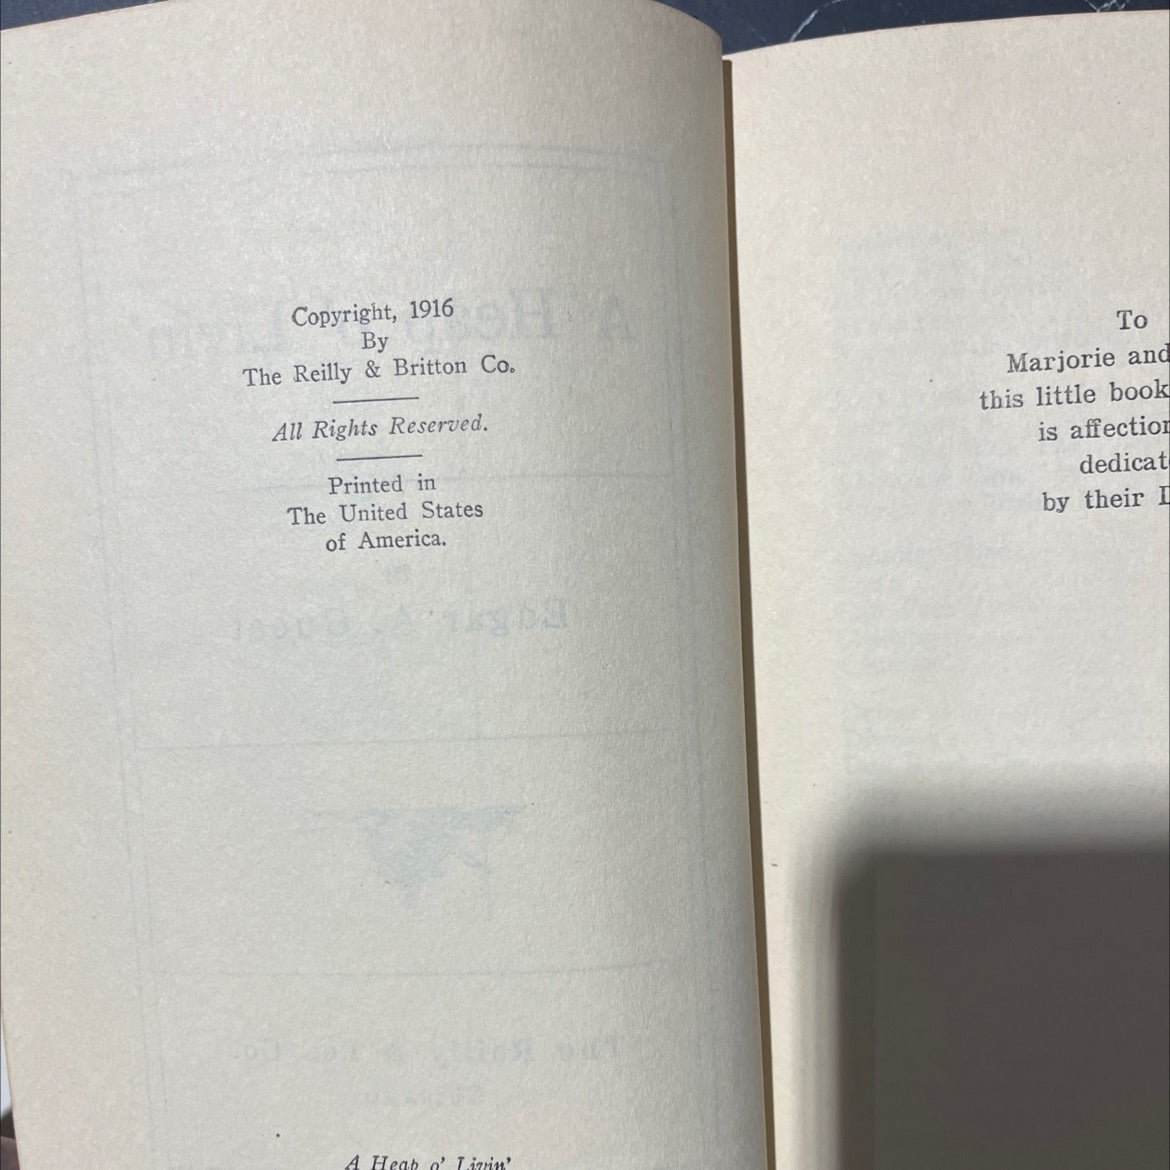 Copyright, 1916
By
The Reilly & Britton Co.
All Rights Reserved.
Printed in
The United States
of America.
A Heap o' Livin'
To
Marjorie and
this little book
is affection
dedicat
by their D